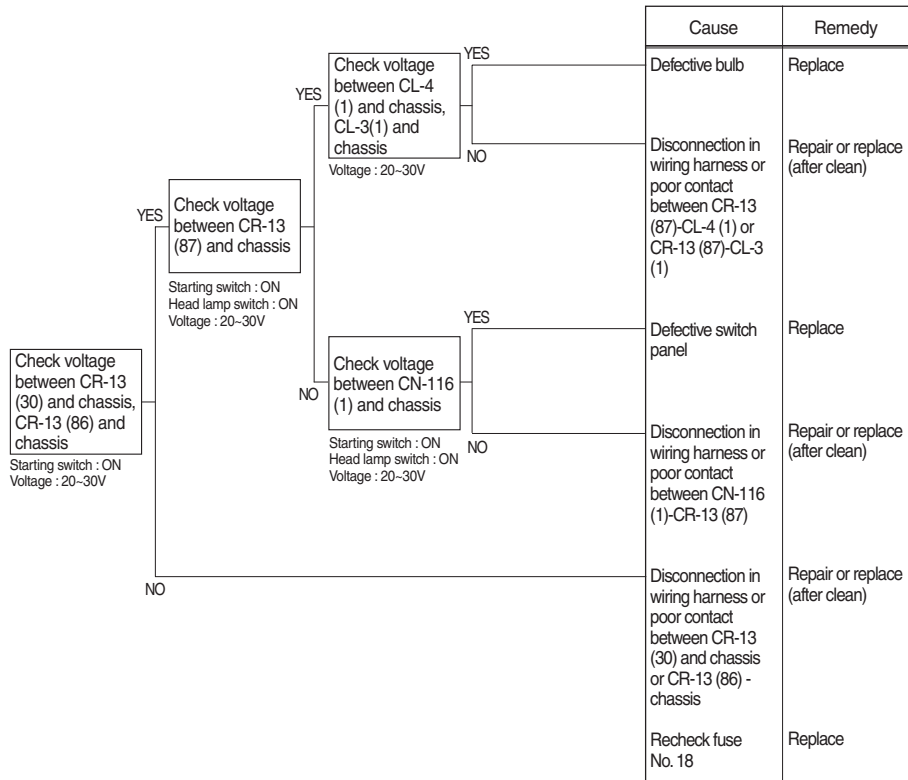 Cause
Remedy
Check voltage
between CR-13
(30) and chassis,
CR-13 (86) and
chassis
Starting switch : ON
Voltage : 20~30V
YES
Check voltage
between CR-13
(87) and chassis
Starting switch : ON
Head lamp switch : ON
Voltage : 20~30V
YES
Check voltage
between CL-4
(1) and chassis,
CL-3(1) and
chassis
Voltage : 20~30V
YES
Defective bulb
Replace
NO
Disconnection in
wiring harness or
poor contact
between CR-13
(87)-CL-4 (1) or
CR-13 (87)-CL-3
(1)
Repair or replace
(after clean)
NO
Check voltage
between CN-116
(1) and chassis
Starting switch : ON
Head lamp switch : ON
Voltage : 20~30V
YES
Defective switch
panel
Replace
NO
Disconnection in
wiring harness or
poor contact
between CN-116
(1)-CR-13 (87)
Repair or replace
(after clean)
NO
Disconnection in
wiring harness or
poor contact
between CR-13
(30) and chassis
or CR-13 (86) -
chassis
Repair or replace
(after clean)
Recheck fuse
No. 18
Replace